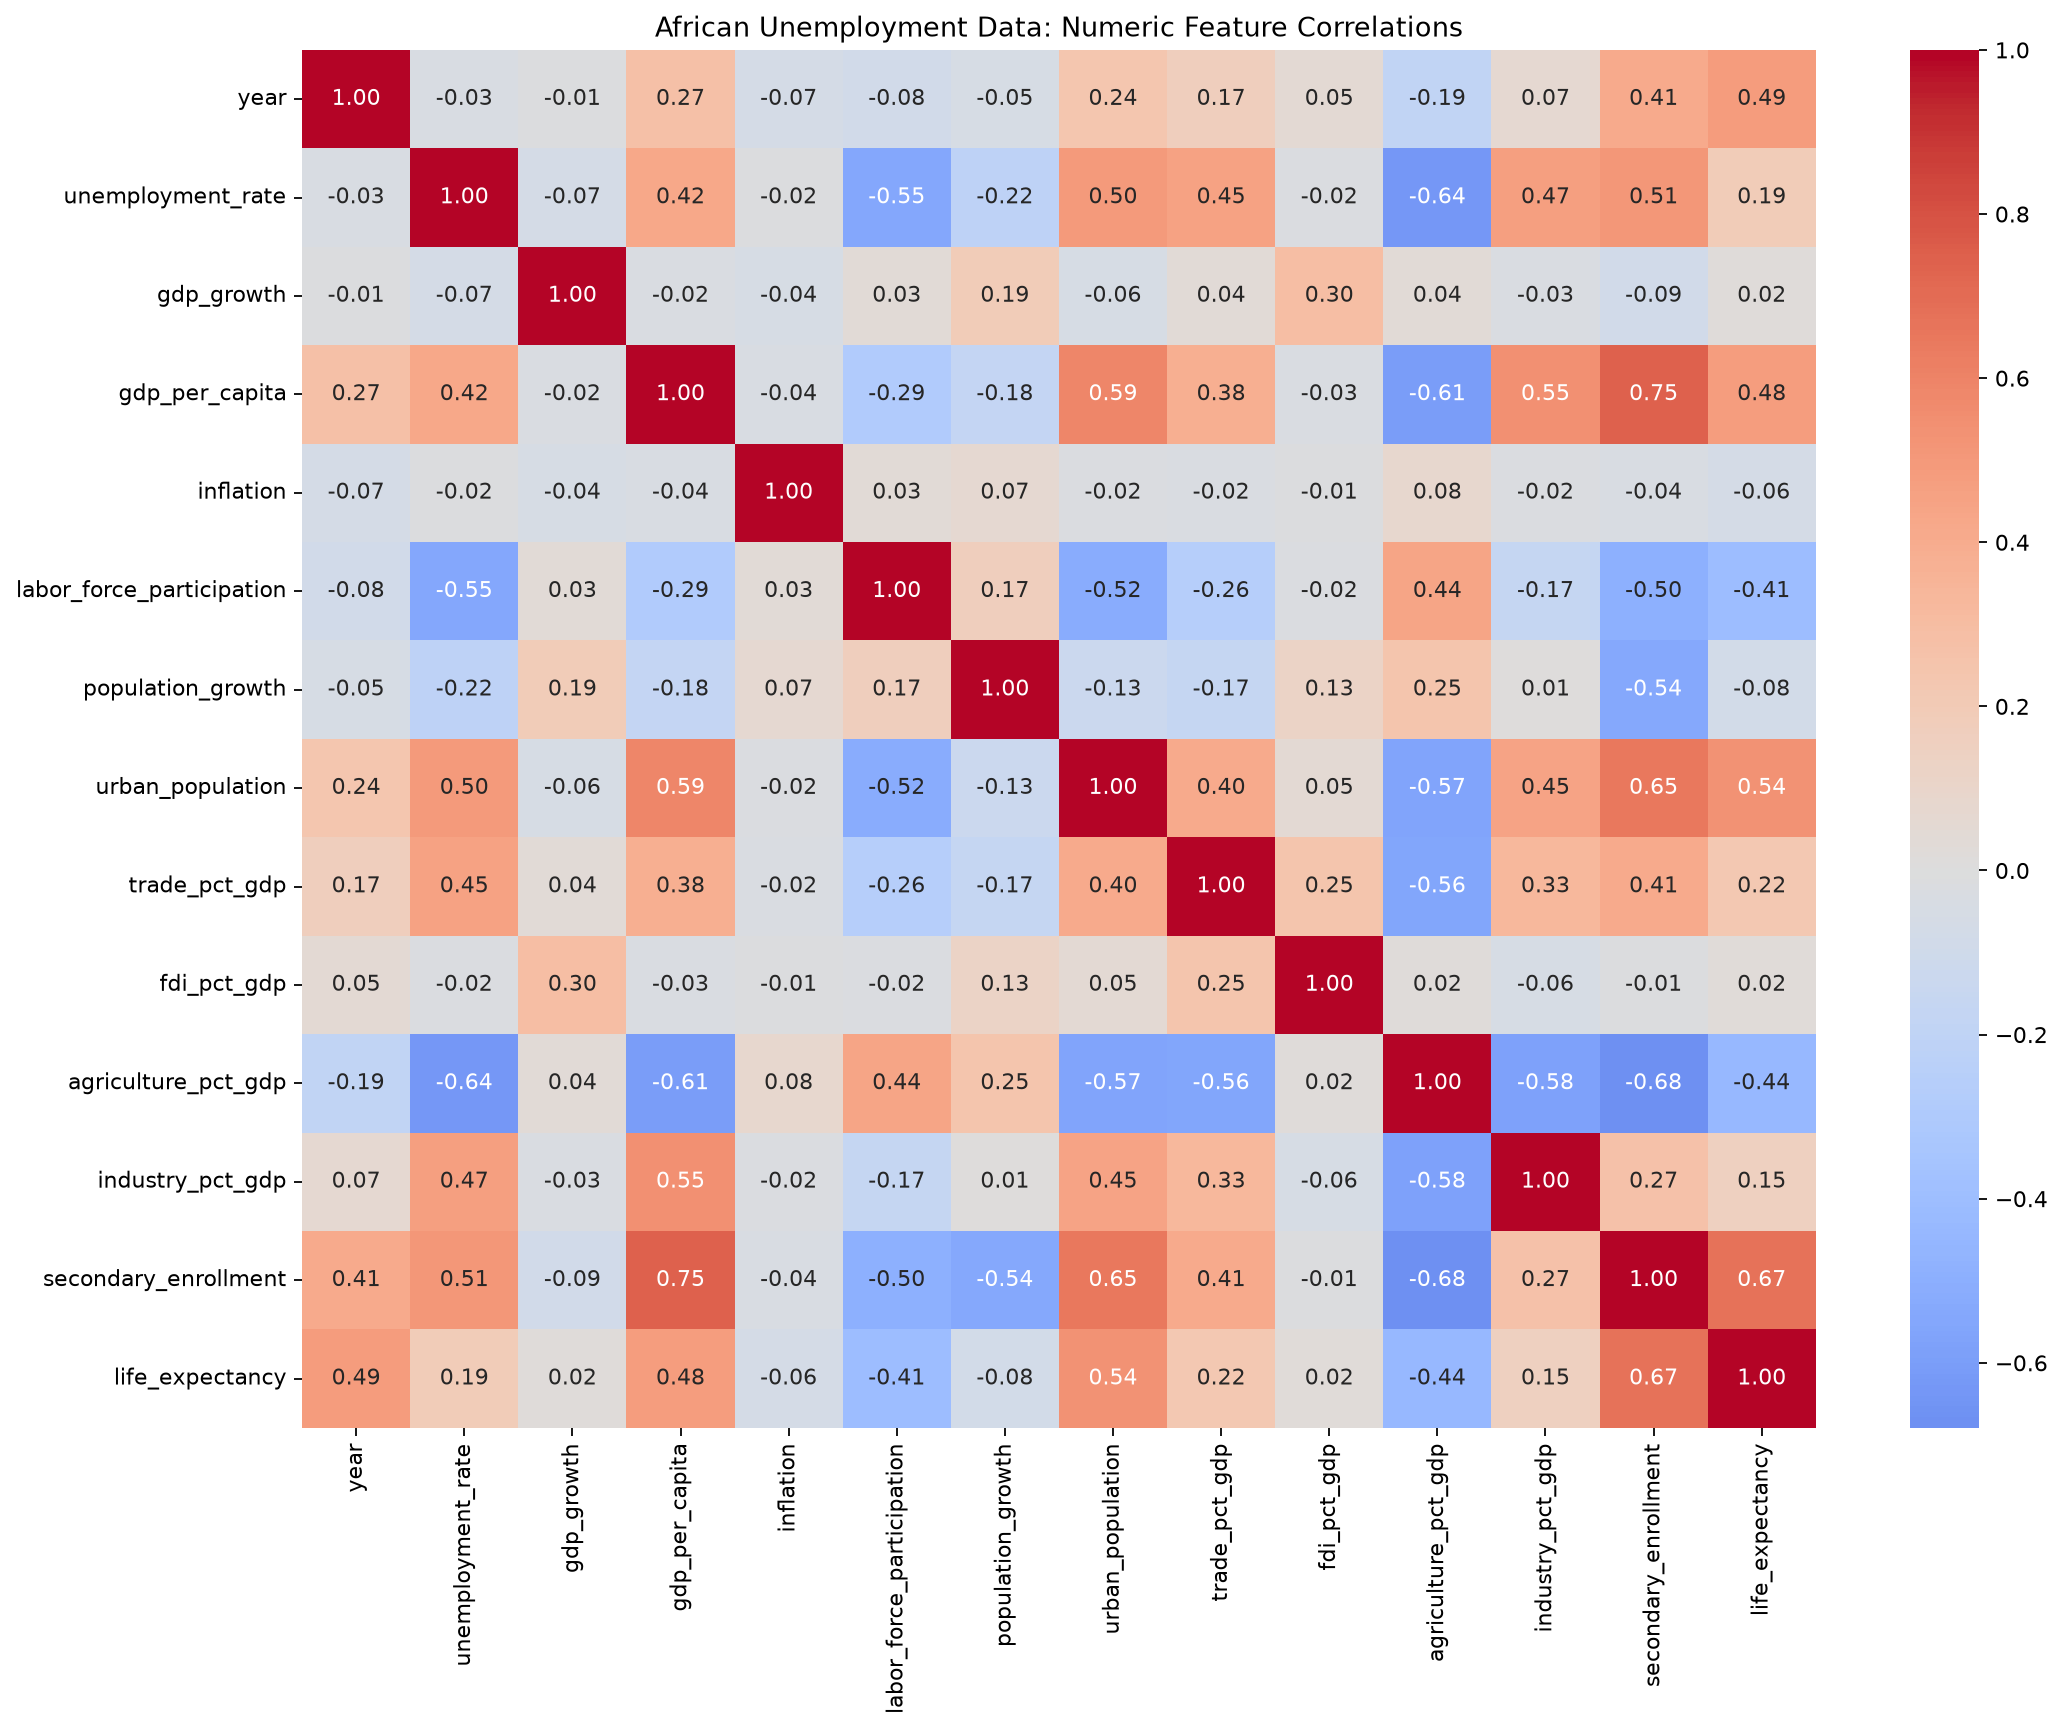 African Unemployment Data: Numeric Feature Correlations
year 1.00 -0.03 -0.01 0.27 -0.07 -0.08 -0.05 0.24 0.17 0.05 -0.19 0.07 0.41 0.49
unemployment_rate -0.03 1.00 -0.07 0.42 -0.02 -0.55 -0.22 0.50 0.45 -0.02 -0.64 0.47 0.51 0.19
gdp_growth -0.01 -0.07 1.00 -0.02 -0.04 0.03 0.19 -0.06 0.04 0.30 0.04 -0.03 -0.09 0.02
gdp_per_capita 0.27 0.42 -0.02 1.00 -0.04 -0.29 -0.18 0.59 0.38 -0.03 -0.61 0.55 0.75 0.48
inflation -0.07 -0.02 -0.04 -0.04 1.00 0.03 0.07 -0.02 -0.02 -0.01 0.08 -0.02 -0.04 -0.06
labor_force_participation -0.08 -0.55 0.03 -0.29 0.03 1.00 0.17 -0.52 -0.26 -0.02 0.44 -0.17 -0.50 -0.41
population_growth -0.05 -0.22 0.19 -0.18 0.07 0.17 1.00 -0.13 -0.17 0.13 0.25 0.01 -0.54 -0.08
urban_population 0.24 0.50 -0.06 0.59 -0.02 -0.52 -0.13 1.00 0.40 0.05 -0.57 0.45 0.65 0.54
trade_pct_gdp 0.17 0.45 0.04 0.38 -0.02 -0.26 -0.17 0.40 1.00 0.25 -0.56 0.33 0.41 0.22
fdi_pct_gdp 0.05 -0.02 0.30 -0.03 -0.01 -0.02 0.13 0.05 0.25 1.00 0.02 -0.06 -0.01 0.02
agriculture_pct_gdp -0.19 -0.64 0.04 -0.61 0.08 0.44 0.25 -0.57 -0.56 0.02 1.00 -0.58 -0.68 -0.44
industry_pct_gdp 0.07 0.47 -0.03 0.55 -0.02 -0.17 0.01 0.45 0.33 -0.06 -0.58 1.00 0.27 0.15
secondary_enrollment 0.41 0.51 -0.09 0.75 -0.04 -0.50 -0.54 0.65 0.41 -0.01 -0.68 0.27 1.00 0.67
life_expectancy 0.49 0.19 0.02 0.48 -0.06 -0.41 -0.08 0.54 0.22 0.02 -0.44 0.15 0.67 1.00
year
unemployment_rate
gdp_growth
gdp_per_capita
inflation
labor_force_participation
population_growth
urban_population
trade_pct_gdp
fdi_pct_gdp
agriculture_pct_gdp
industry_pct_gdp
secondary_enrollment
life_expectancy
1.0
0.8
0.6
0.4
0.2
0.0
−0.2
−0.4
−0.6